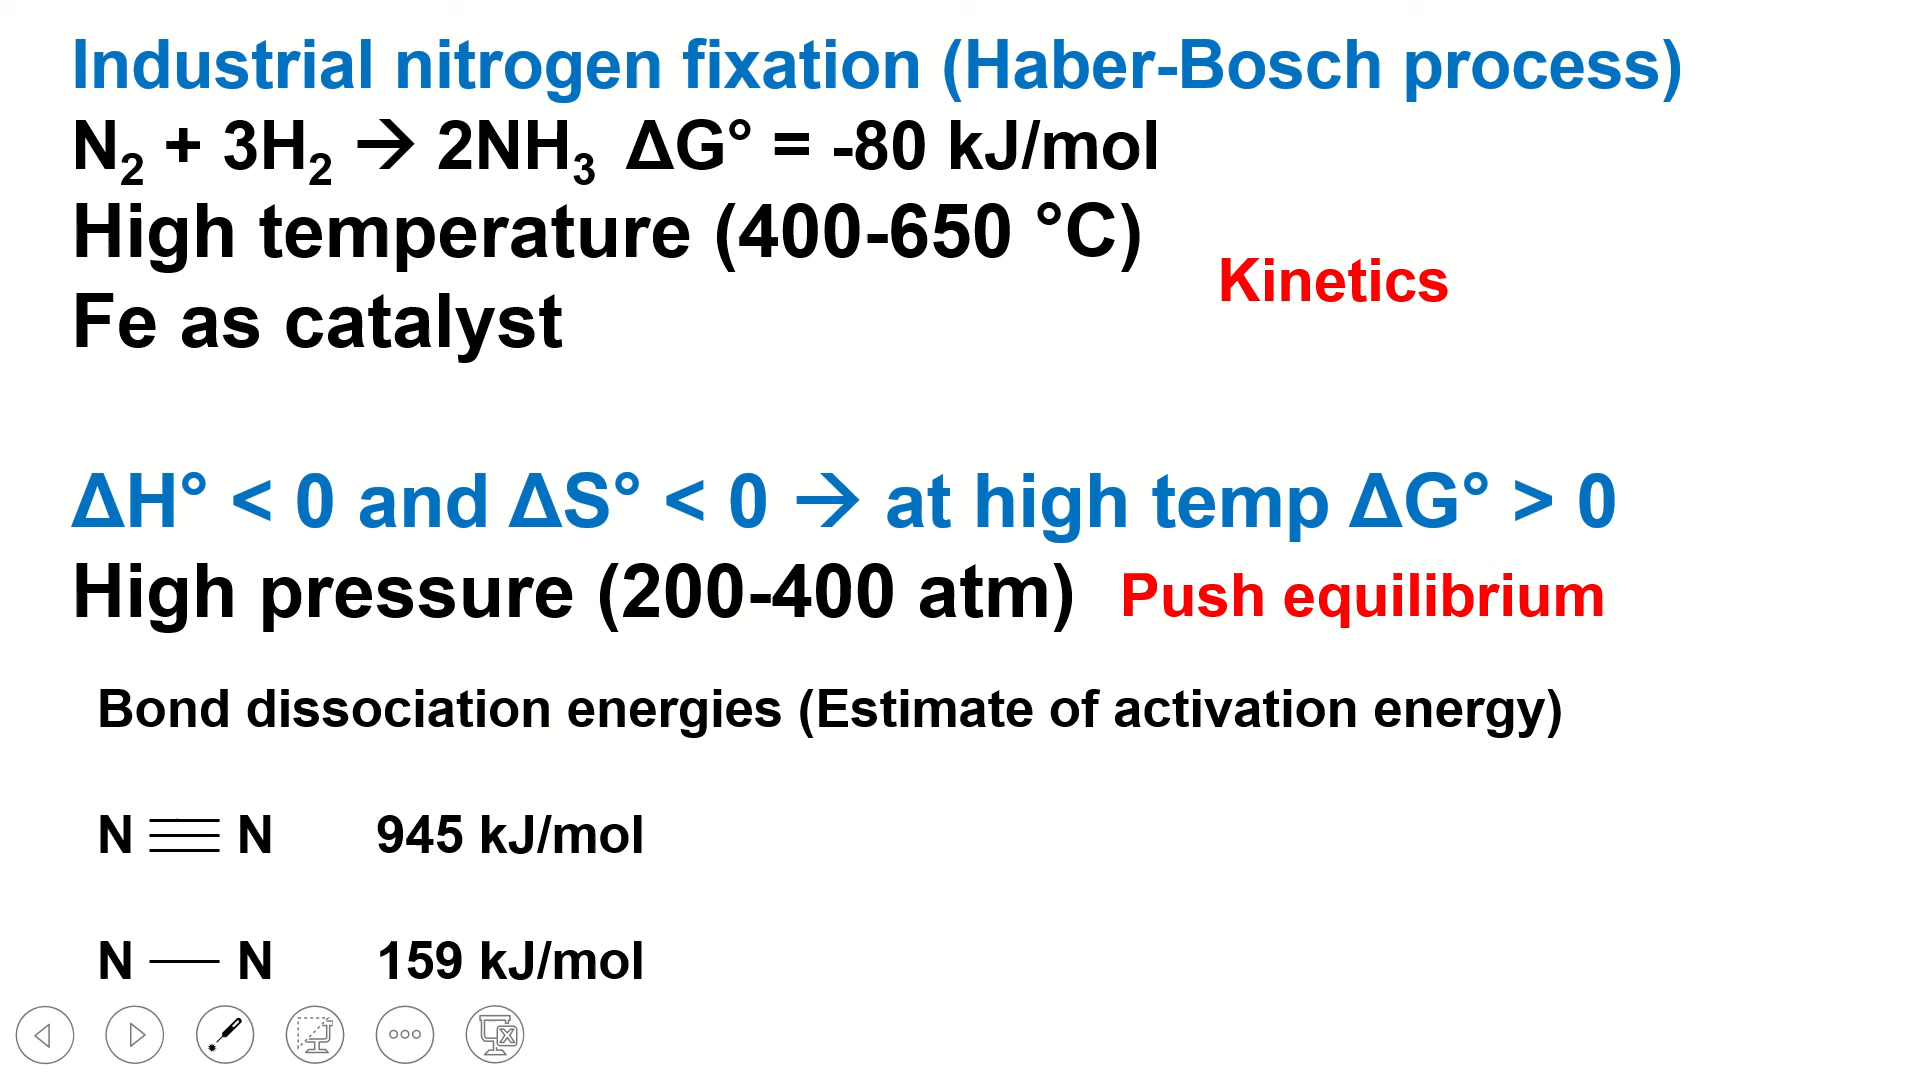 Industrial nitrogen fixation (Haber-Bosch process)
N₂ + 3H₂ → 2NH₃ ΔG° = -80 kJ/mol
High temperature (400-650 °C)
Kinetics
Fe as catalyst
ΔH° < 0 and ΔS° < 0 → at high temp ΔG° > 0
High pressure (200-400 atm) Push equilibrium
Bond dissociation energies (Estimate of activation energy)
N≡N 945 kJ/mol
N—N 159 kJ/mol